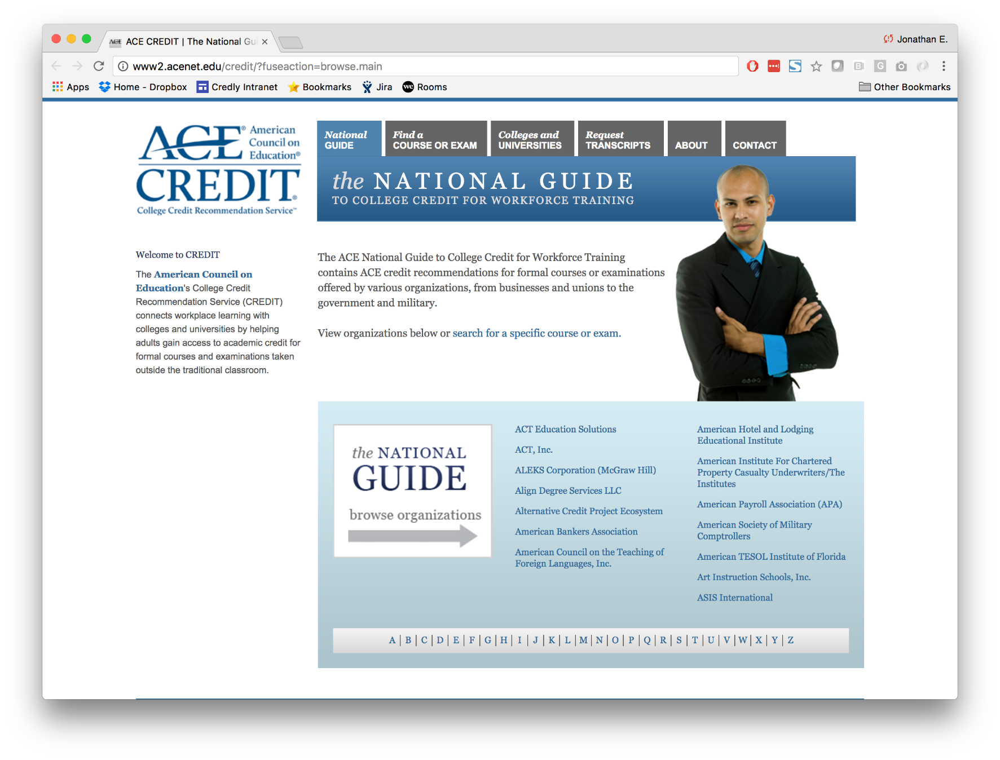 ACE CREDIT | The National Gui
Jonathan E.
www2.acenet.edu/credit/?fuseaction=browse.main
Apps Home - Dropbox Credly Intranet Bookmarks Jira we Rooms Other Bookmarks
ACE® American
Council on
Education®
CREDIT®
College Credit Recommendation Service™
National
GUIDE
Find a
COURSE OR EXAM
Colleges and
UNIVERSITIES
Request
TRANSCRIPTS
ABOUT
CONTACT
the NATIONAL GUIDE
TO COLLEGE CREDIT FOR WORKFORCE TRAINING
Welcome to CREDIT
The American Council on
Education's College Credit
Recommendation Service (CREDIT)
connects workplace learning with
colleges and universities by helping
adults gain access to academic credit for
formal courses and examinations taken
outside the traditional classroom.
The ACE National Guide to College Credit for Workforce Training
contains ACE credit recommendations for formal courses or examinations
offered by various organizations, from businesses and unions to the
government and military.
View organizations below or search for a specific course or exam.
the NATIONAL
GUIDE
browse organizations
ACT Education Solutions
ACT, Inc.
ALEKS Corporation (McGraw Hill)
Align Degree Services LLC
Alternative Credit Project Ecosystem
American Bankers Association
American Council on the Teaching of
Foreign Languages, Inc.
American Hotel and Lodging
Educational Institute
American Institute For Chartered
Property Casualty Underwriters/The
Institutes
American Payroll Association (APA)
American Society of Military
Comptrollers
American TESOL Institute of Florida
Art Instruction Schools, Inc.
ASIS International
A | B | C | D | E | F | G | H | I | J | K | L | M | N | O | P | Q | R | S | T | U | V | W | X | Y | Z